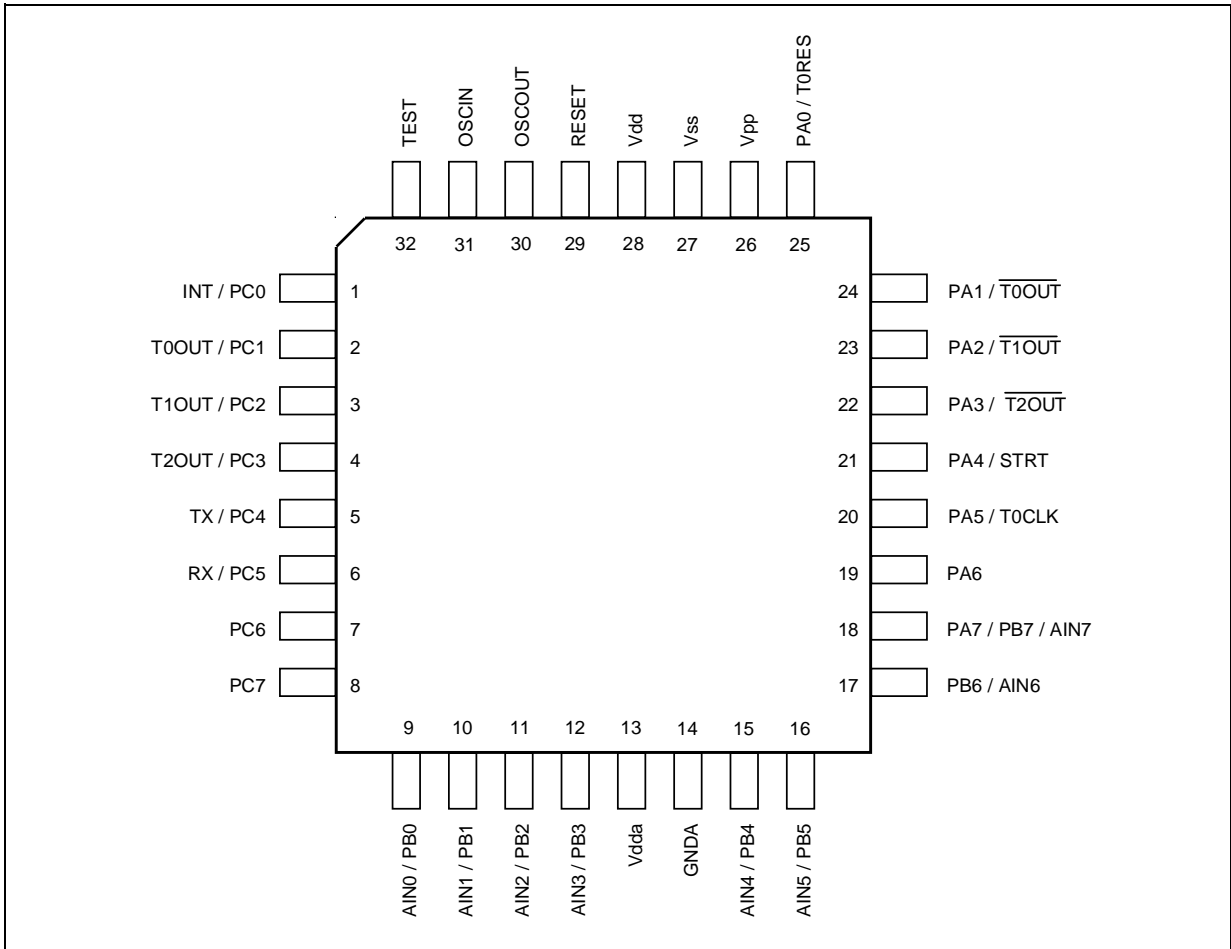 TEST
OSCIN
OSCOUT
RESET
Vdd
Vss
Vpp
PA0 / T0RES
32 31 30 29 28 27 26 25
INT / PC0 1 24 PA1 / T0OUT
T0OUT / PC1 2 23 PA2 / T1OUT
T1OUT / PC2 3 22 PA3 / T2OUT
T2OUT / PC3 4 21 PA4 / STRT
TX / PC4 5 20 PA5 / T0CLK
RX / PC5 6 19 PA6
PC6 7 18 PA7 / PB7 / AIN7
PC7 8 17 PB6 / AIN6
9 10 11 12 13 14 15 16
AIN0 / PB0
AIN1 / PB1
AIN2 / PB2
AIN3 / PB3
Vdda
GNDA
AIN4 / PB4
AIN5 / PB5